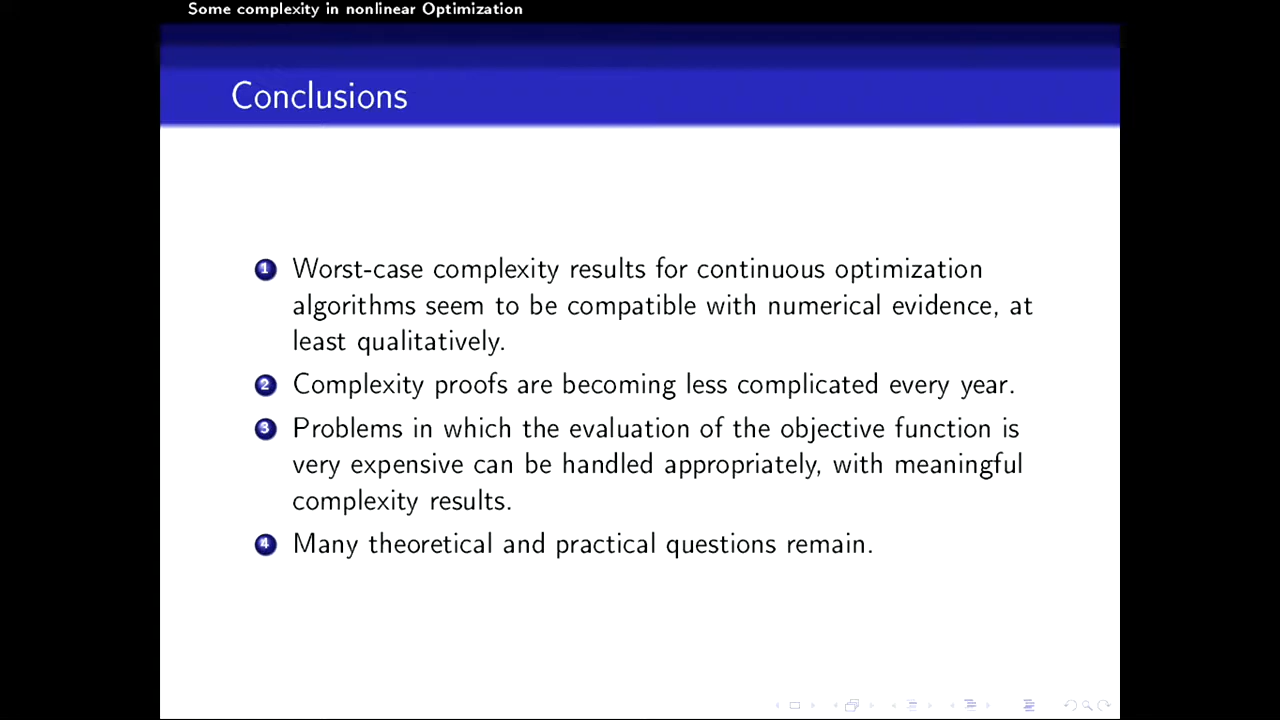 Some complexity in nonlinear Optimization
Conclusions
1 Worst-case complexity results for continuous optimization
algorithms seem to be compatible with numerical evidence, at
least qualitatively.
2 Complexity proofs are becoming less complicated every year.
3 Problems in which the evaluation of the objective function is
very expensive can be handled appropriately, with meaningful
complexity results.
4 Many theoretical and practical questions remain.